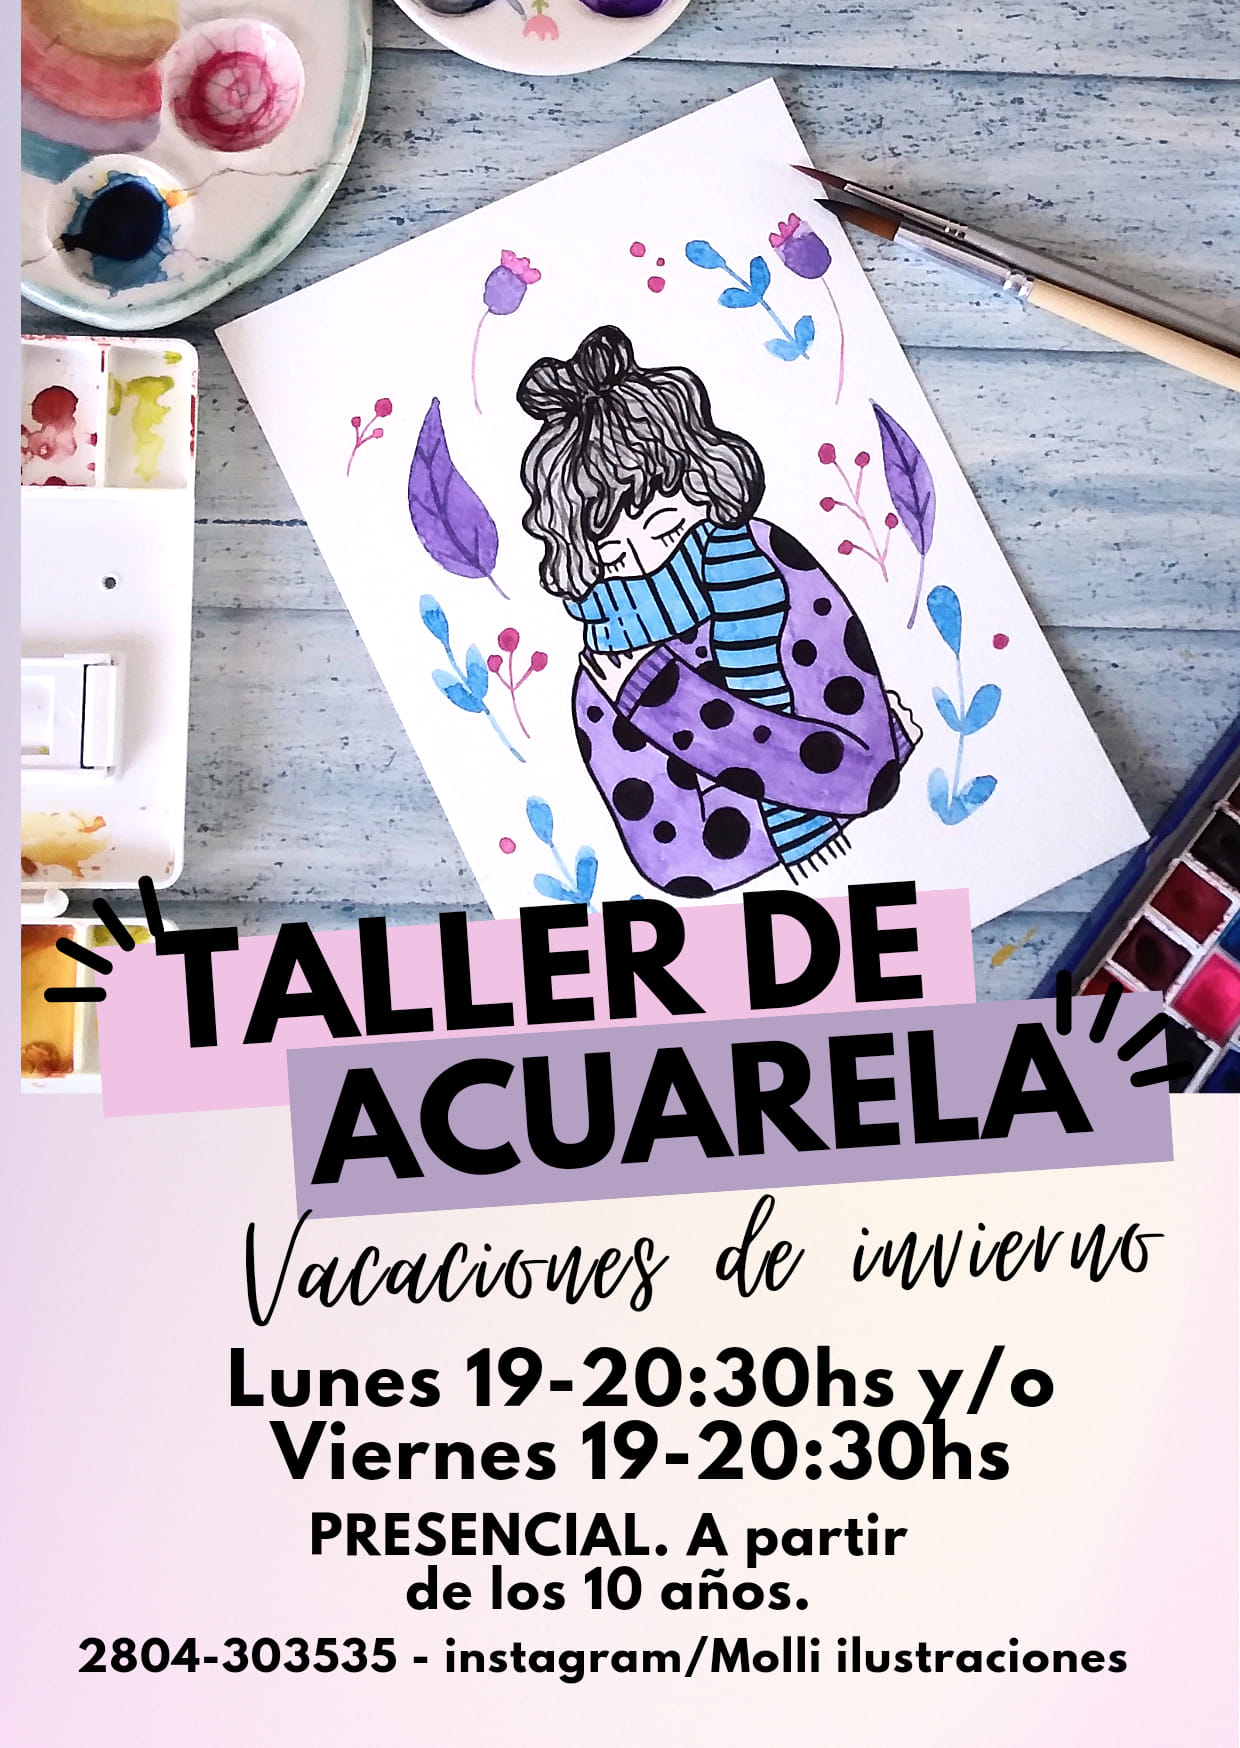 TALLER DE
ACUARELA
Vacaciones de invierno
Lunes 19-20:30hs y/o
Viernes 19-20:30hs
PRESENCIAL. A partir
de los 10 años.
2804-303535 - instagram/Molli ilustraciones